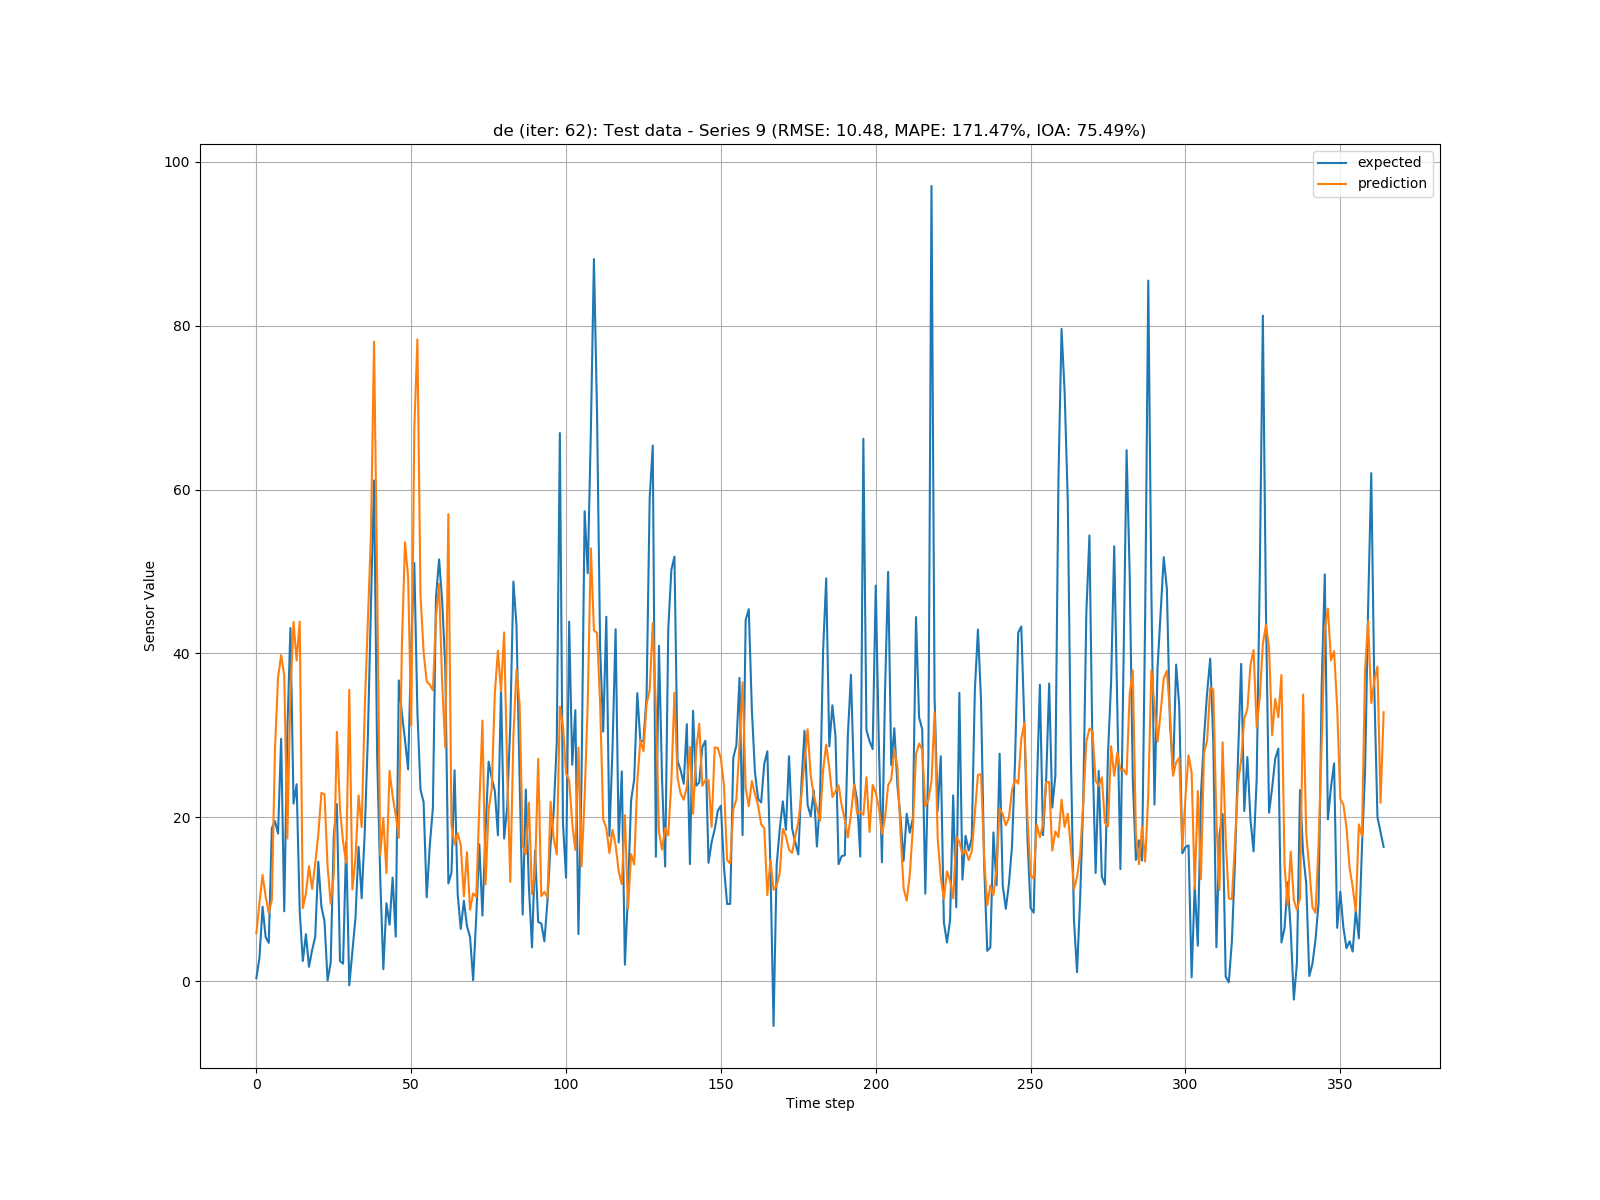 de (iter: 62): Test data - Series 9 (RMSE: 10.48, MAPE: 171.47%, IOA: 75.49%)
expected
prediction
100
80
60
40
20
0
Sensor Value
0 50 100 150 200 250 300 350
Time step